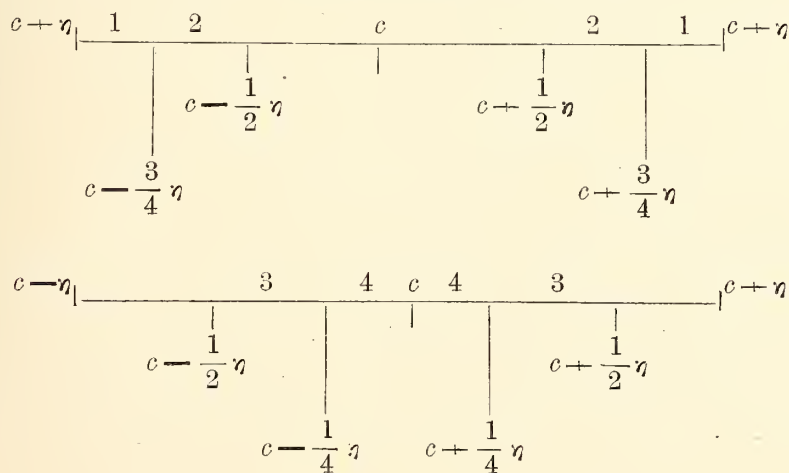 c + η 1 2 c 2 1 c + η
c — 1/2 η c + 1/2 η
c — 3/4 η c + 3/4 η
c — η 3 4 c 4 3 c + η
c — 1/2 η c + 1/2 η
c — 1/4 η c + 1/4 η